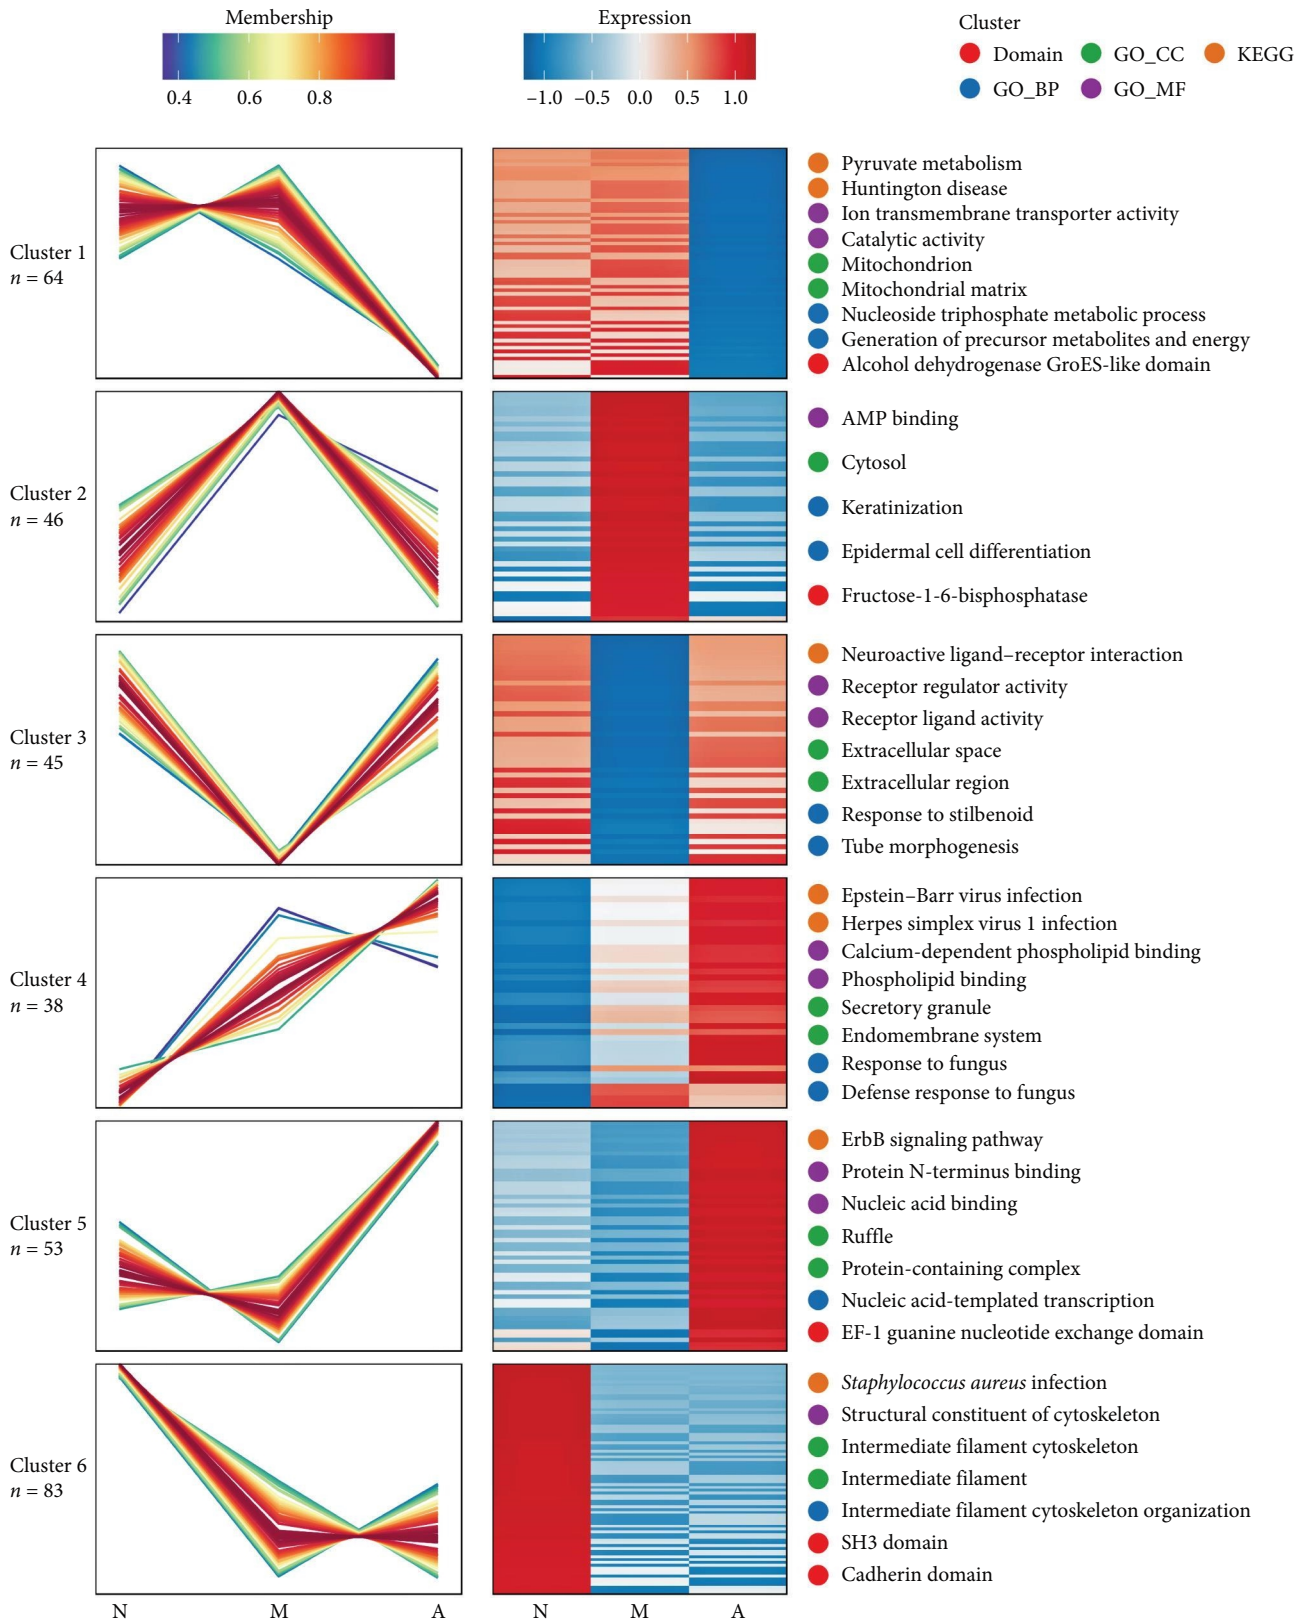 Membership
0.4 0.6 0.8
Expression
−1.0 −0.5 0.0 0.5 1.0
Cluster
Domain GO_CC KEGG
GO_BP GO_MF
Cluster 1
n = 64
Pyruvate metabolism
Huntington disease
Ion transmembrane transporter activity
Catalytic activity
Mitochondrion
Mitochondrial matrix
Nucleoside triphosphate metabolic process
Generation of precursor metabolites and energy
Alcohol dehydrogenase GroES-like domain
Cluster 2
n = 46
AMP binding
Cytosol
Keratinization
Epidermal cell differentiation
Fructose-1-6-bisphosphatase
Cluster 3
n = 45
Neuroactive ligand–receptor interaction
Receptor regulator activity
Receptor ligand activity
Extracellular space
Extracellular region
Response to stilbenoid
Tube morphogenesis
Cluster 4
n = 38
Epstein–Barr virus infection
Herpes simplex virus 1 infection
Calcium-dependent phospholipid binding
Phospholipid binding
Secretory granule
Endomembrane system
Response to fungus
Defense response to fungus
Cluster 5
n = 53
ErbB signaling pathway
Protein N-terminus binding
Nucleic acid binding
Ruffle
Protein-containing complex
Nucleic acid-templated transcription
EF-1 guanine nucleotide exchange domain
Cluster 6
n = 83
Staphylococcus aureus infection
Structural constituent of cytoskeleton
Intermediate filament cytoskeleton
Intermediate filament
Intermediate filament cytoskeleton organization
SH3 domain
Cadherin domain
N M A
N M A